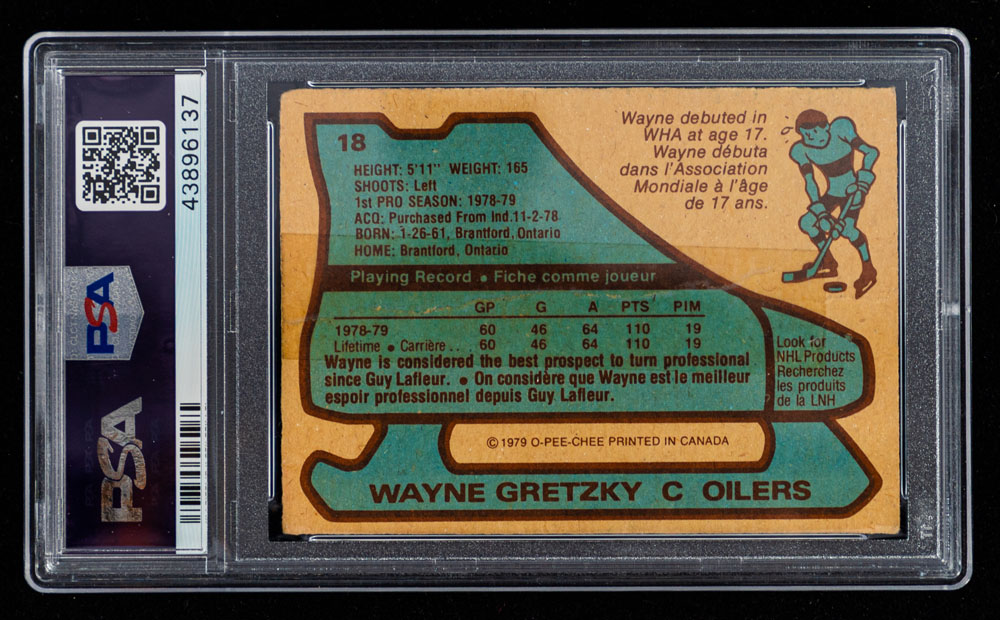 43896137
PSA
PSA
18
HEIGHT: 5'11" WEIGHT: 165
SHOOTS: Left
1st PRO SEASON: 1978-79
ACQ: Purchased From Ind.11-2-78
BORN: 1-26-61, Brantford, Ontario
HOME: Brantford, Ontario
Wayne debuted in
WHA at age 17.
Wayne débuta
dans l'Association
Mondiale à l'âge
de 17 ans.
Playing Record • Fiche comme joueur
GP G A PTS PIM
1978-79 60 46 64 110 19
Lifetime • Carrière.. 60 46 64 110 19
Wayne is considered the best prospect to turn professional
since Guy Lafleur. • On considère que Wayne est le meilleur
espoir professionnel depuis Guy Lafleur.
Look for
NHL Products
Recherchez
les produits
de la LNH
© 1979 O-PEE-CHEE PRINTED IN CANADA
WAYNE GRETZKY C OILERS